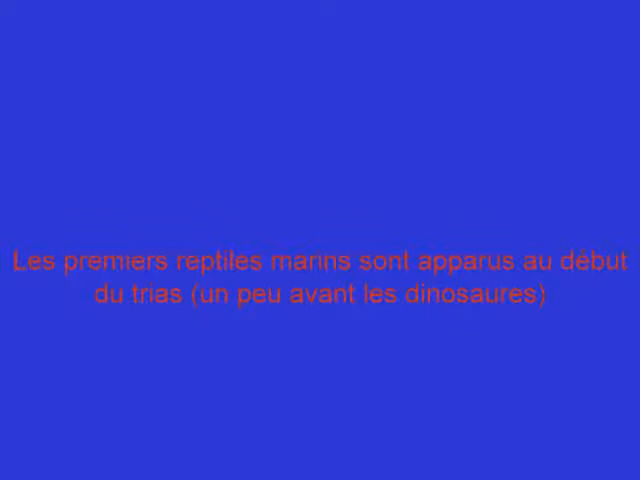 Les premiers reptiles marins sont apparus au début
du trias (un peu avant les dinosaures)